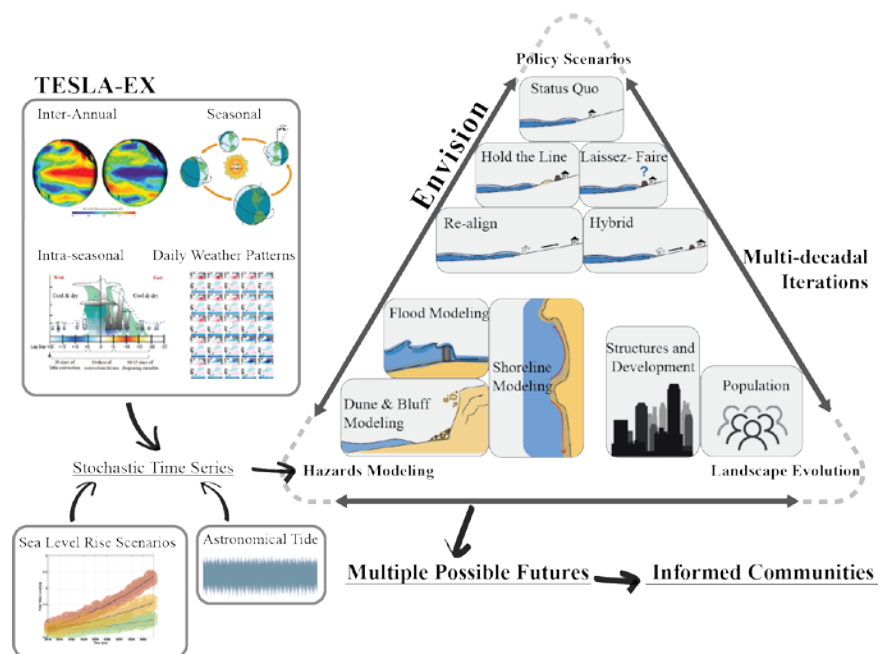 TESLA-EX
Inter-Annual
Seasonal
Intra-seasonal
Daily Weather Patterns
West
East
Cool & dry
Cool & dry
Stochastic Time Series
Sea Level Rise Scenarios
Astronomical Tide
Envision
Policy Scenarios
Status Quo
Hold the Line
Laissez- Faire
?
Re-align
Hybrid
Multi-decadal
Iterations
Flood Modeling
Shoreline
Modeling
Dune & Bluff
Modeling
Structures and
Development
Population
Hazards Modeling
Landscape Evolution
Multiple Possible Futures
Informed Communities